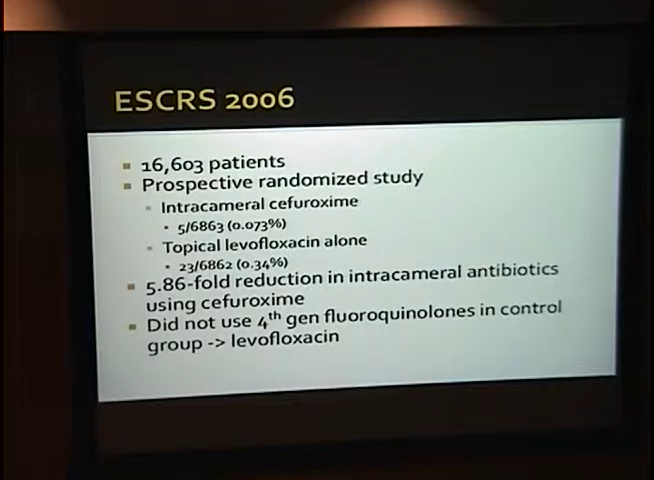 ESCRS 2006
16,603 patients
Prospective randomized study
Intracameral cefuroxime
5/6863 (0.073%)
Topical levofloxacin alone
23/6862 (0.34%)
5.86-fold reduction in intracameral antibiotics
using cefuroxime
Did not use 4th gen fluoroquinolones in control
group -> levofloxacin